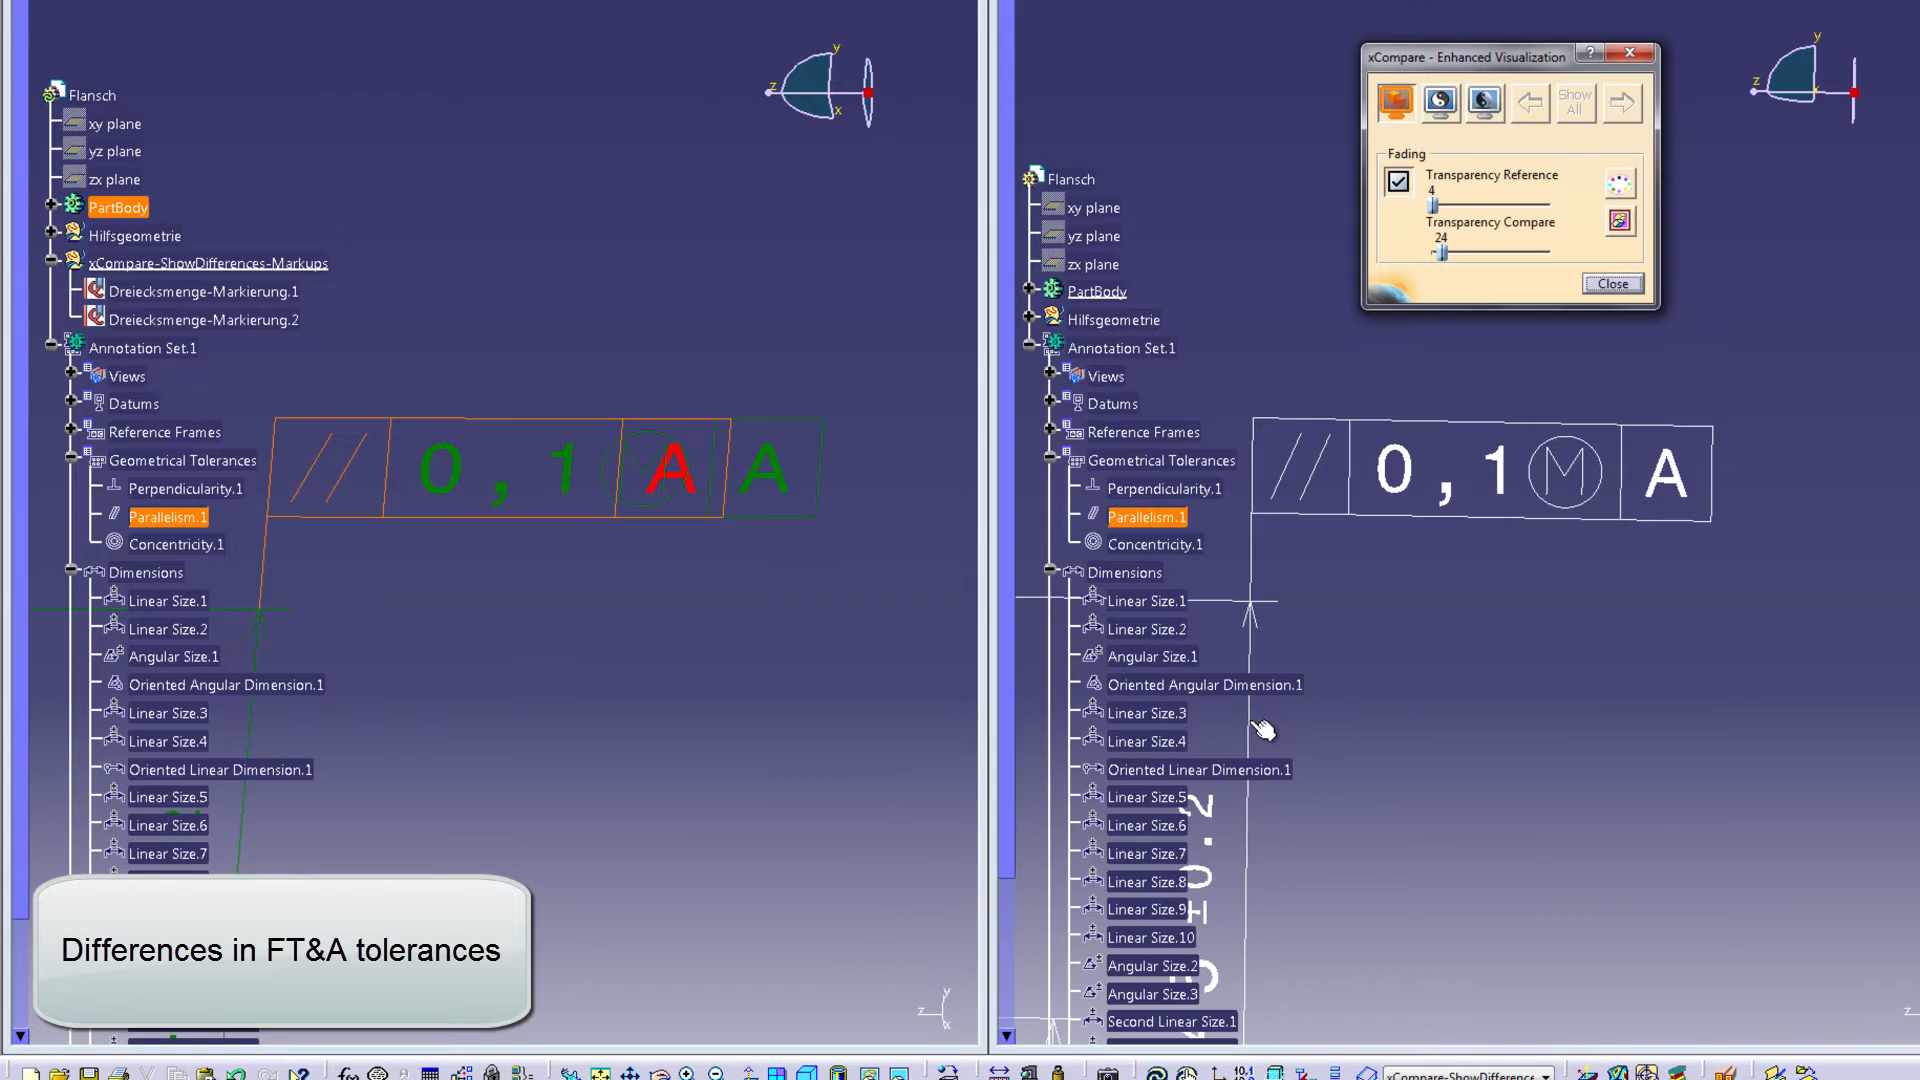 Flansch
xy plane
yz plane
zx plane
PartBody
Hilfsgeometrie
xCompare-ShowDifferences-Markups
Dreiecksmenge-Markierung.1
Dreiecksmenge-Markierung.2
Annotation Set.1
Views
Datums
Reference Frames
Geometrical Tolerances
Perpendicularity.1
Parallelism.1
Concentricity.1
Dimensions
Linear Size.1
Linear Size.2
Angular Size.1
Oriented Angular Dimension.1
Linear Size.3
Linear Size.4
Oriented Linear Dimension.1
Linear Size.5
Linear Size.6
Linear Size.7
Differences in FT&A tolerances
// 0,1 M A A
y
z
x
y
z
x
Flansch
xy plane
yz plane
zx plane
PartBody
Hilfsgeometrie
Annotation Set.1
Views
Datums
Reference Frames
Geometrical Tolerances
Perpendicularity.1
Parallelism.1
Concentricity.1
Dimensions
Linear Size.1
Linear Size.2
Angular Size.1
Oriented Angular Dimension.1
Linear Size.3
Linear Size.4
Oriented Linear Dimension.1
Linear Size.5
Linear Size.6
Linear Size.7
Linear Size.8
Linear Size.9
Linear Size.10
Angular Size.2
Angular Size.3
Second Linear Size.1
// 0,1 M A
y
z
z
xCompare - Enhanced Visualization
Show All
Fading
Transparency Reference
4
Transparency Compare
24
Close
f(x)
xCompare-ShowDifference